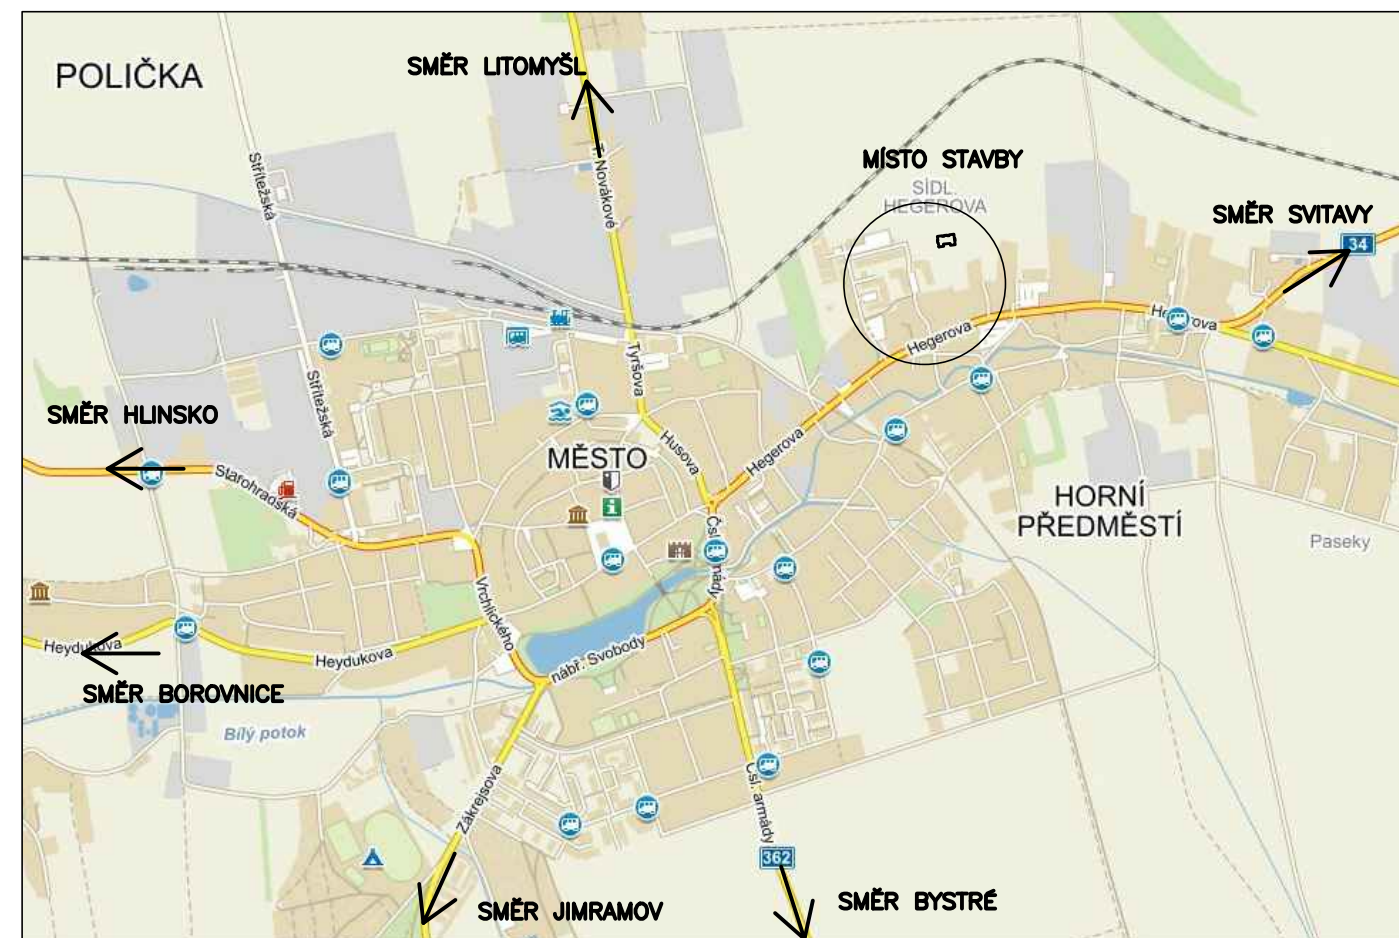 POLIČKA
SMĚR LITOMYŠL
Střítežská
T. Novákové
MÍSTO STAVBY
SÍDL.
HEGEROVA
SMĚR SVITAVY
34
Hegerova
Hegerova
Tyršova
Střítežská
SMĚR HLINSKO
Starohradská
MĚSTO
Husova
Hegerova
HORNÍ
PŘEDMĚSTÍ
Paseky
Čsl. armády
Vrchlického
Heydukova
Heydukova
nábř. Svobody
SMĚR BOROVNICE
Bílý potok
Zákrejsova
Čsl. armády
362
SMĚR JIMRAMOV
SMĚR BYSTRÉ